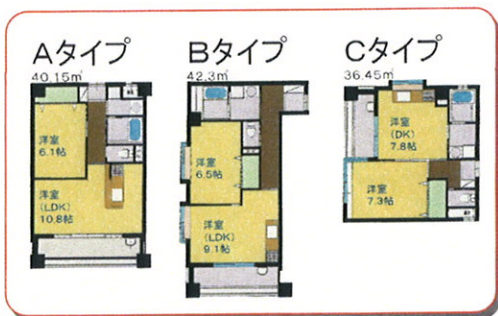 Aタイプ
40.15㎡
洋室
6.1帖
洋室
(LDK)
10.8帖
Bタイプ
42.3㎡
洋室
6.5帖
洋室
(LDK)
9.1帖
Cタイプ
36.45㎡
洋室
(DK)
7.8帖
洋室
7.3帖